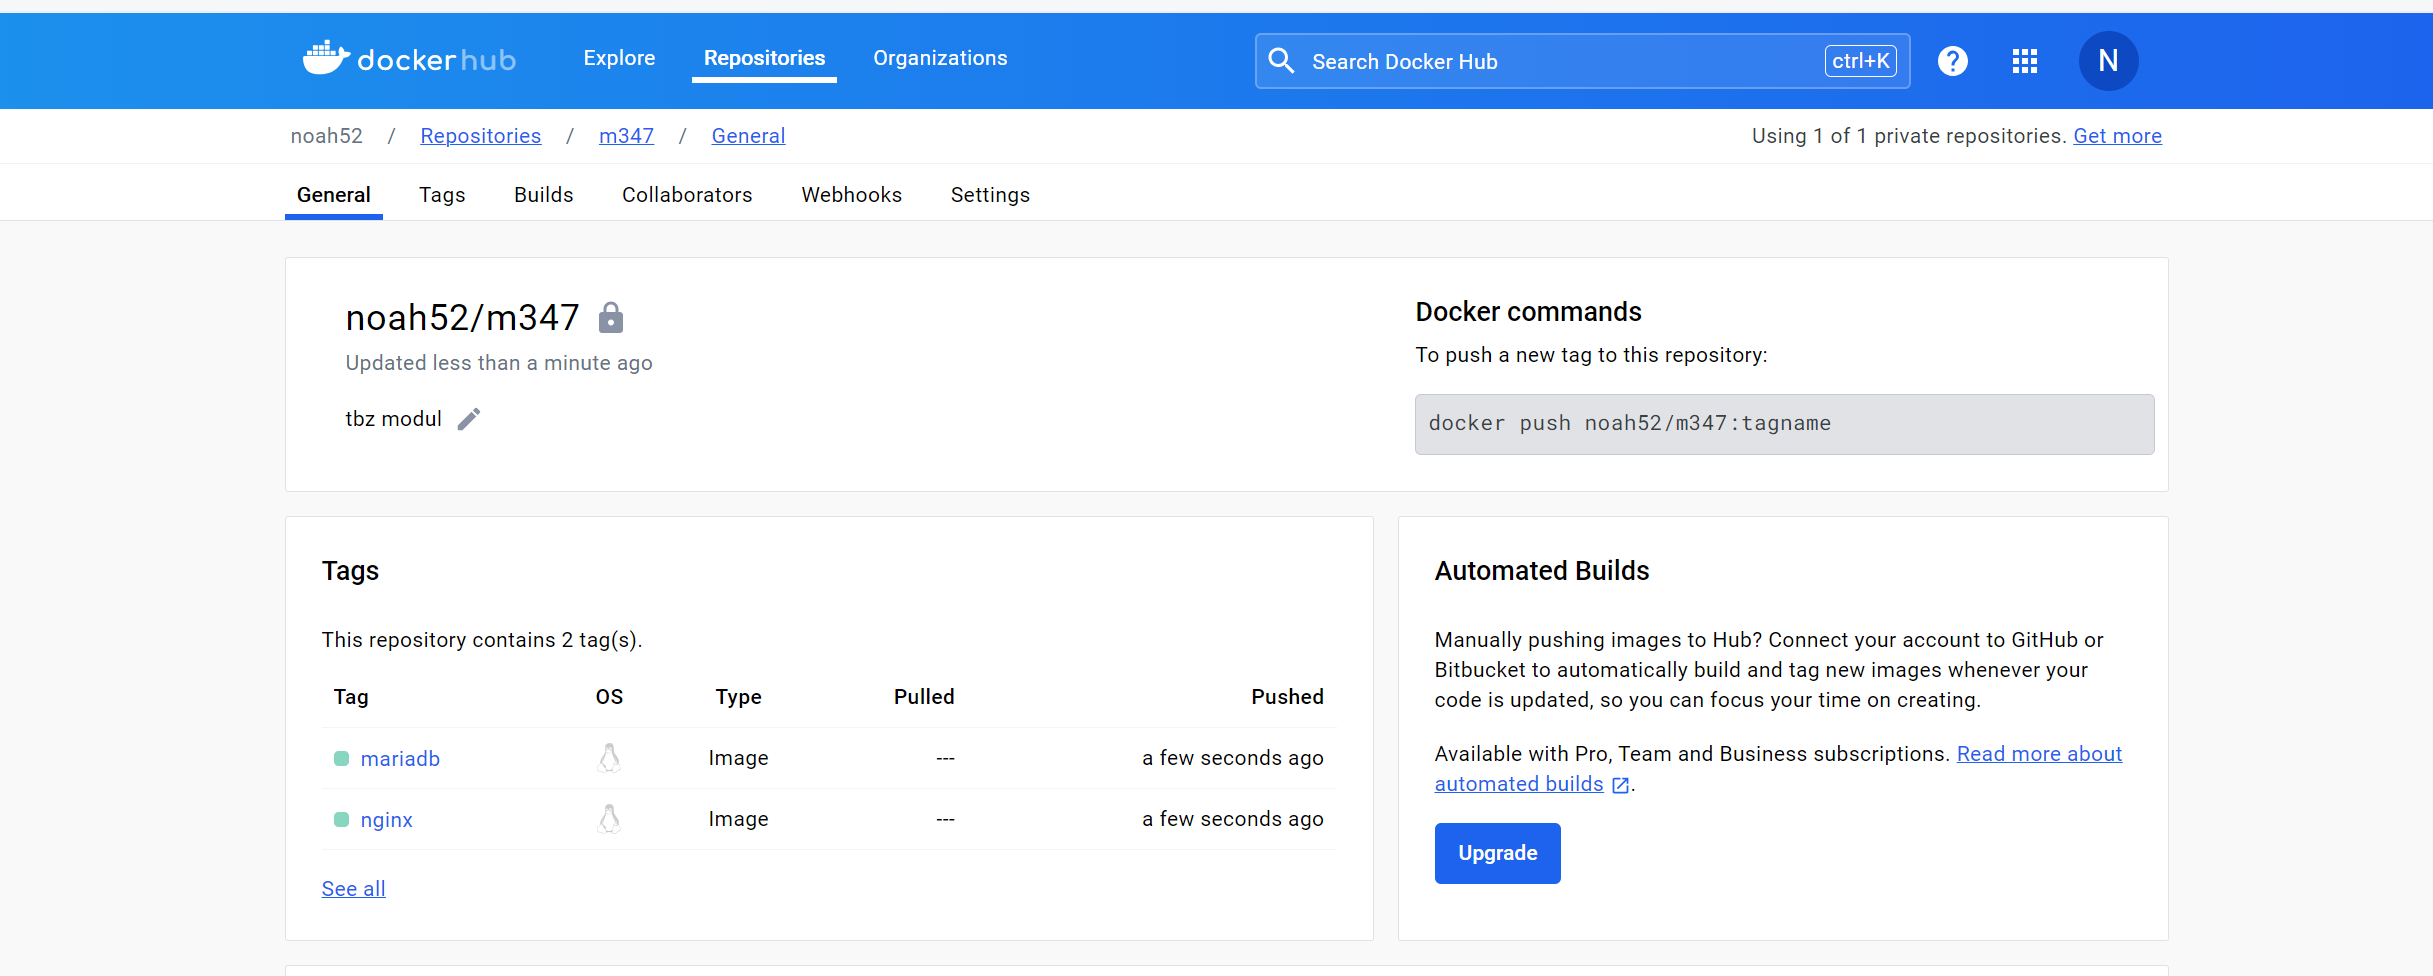 dockerhub Explore Repositories Organizations Search Docker Hub ctrl+K ? N
noah52 / Repositories / m347 / General Using 1 of 1 private repositories. Get more
General Tags Builds Collaborators Webhooks Settings
noah52/m347
Updated less than a minute ago
tbz modul
Docker commands
To push a new tag to this repository:
docker push noah52/m347:tagname
Tags
This repository contains 2 tag(s).
Tag OS Type Pulled Pushed
mariadb Image --- a few seconds ago
nginx Image --- a few seconds ago
See all
Automated Builds
Manually pushing images to Hub? Connect your account to GitHub or
Bitbucket to automatically build and tag new images whenever your
code is updated, so you can focus your time on creating.
Available with Pro, Team and Business subscriptions. Read more about
automated builds .
Upgrade